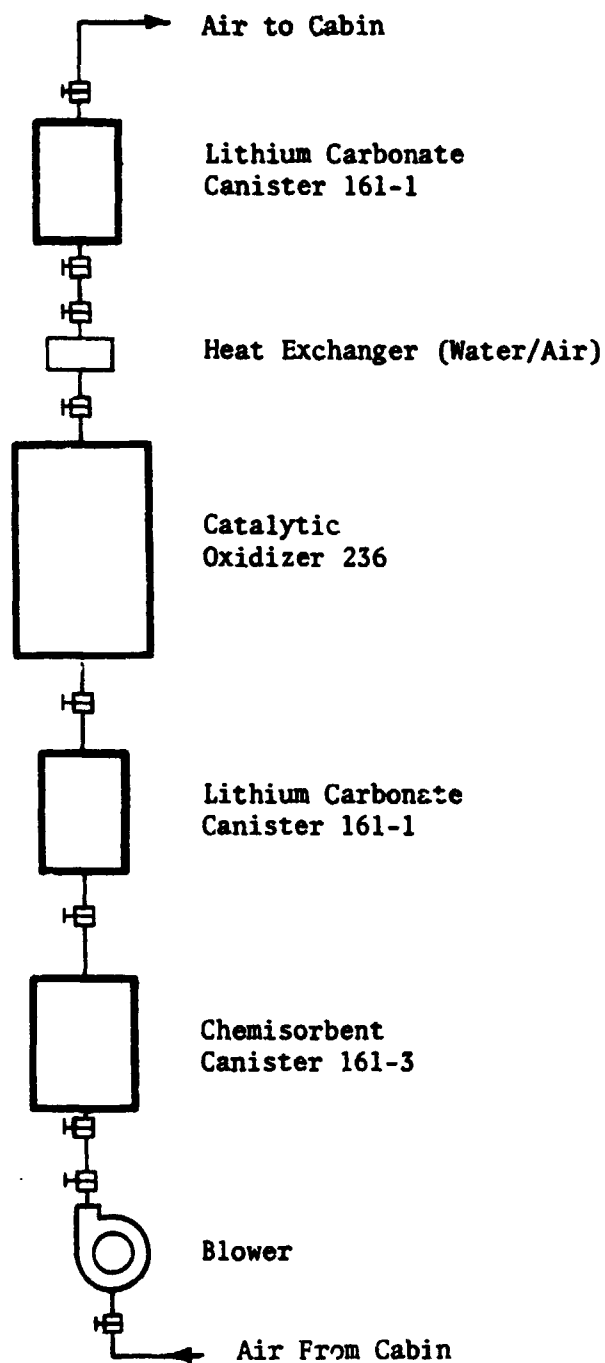 Air to Cabin
Lithium Carbonate
Canister 161-1
Heat Exchanger (Water/Air)
Catalytic
Oxidizer 236
Lithium Carbonate
Canister 161-1
Chemisorbent
Canister 161-3
Blower
Air From Cabin